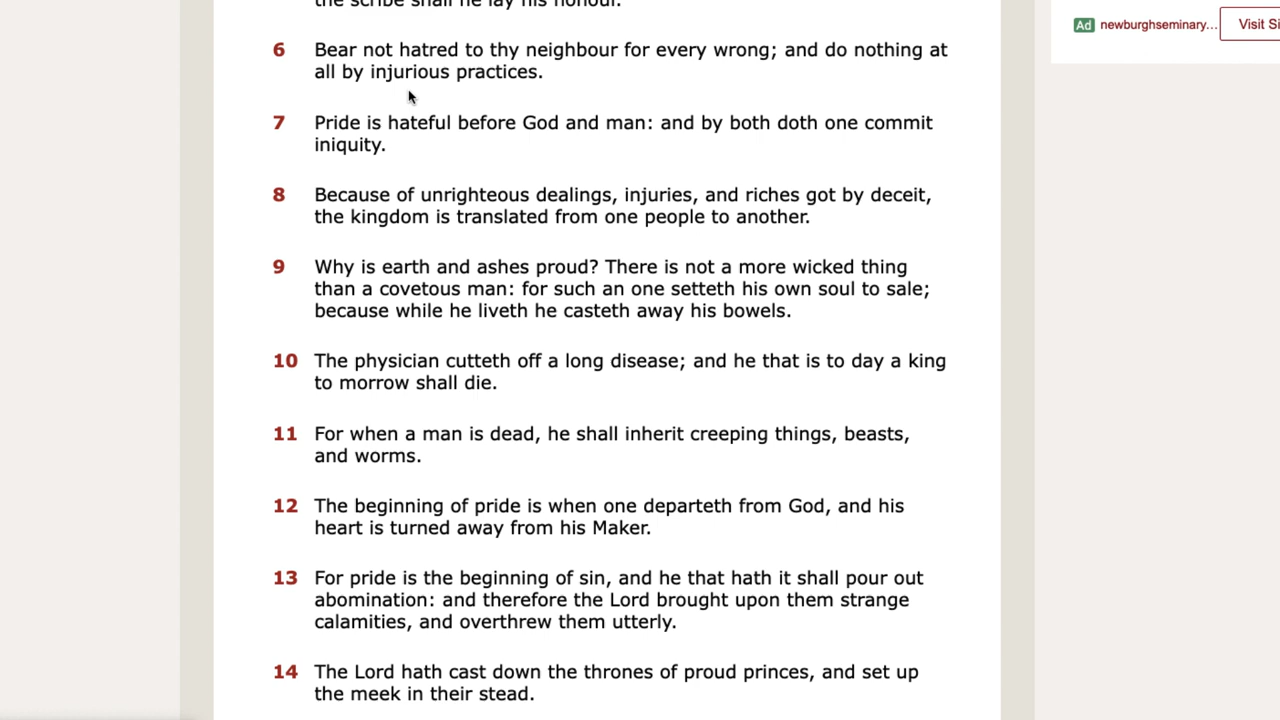 the scribe shall he lay his honour.
6 Bear not hatred to thy neighbour for every wrong; and do nothing at
all by injurious practices.
7 Pride is hateful before God and man: and by both doth one commit
iniquity.
8 Because of unrighteous dealings, injuries, and riches got by deceit,
the kingdom is translated from one people to another.
9 Why is earth and ashes proud? There is not a more wicked thing
than a covetous man: for such an one setteth his own soul to sale;
because while he liveth he casteth away his bowels.
10 The physician cutteth off a long disease; and he that is to day a king
to morrow shall die.
11 For when a man is dead, he shall inherit creeping things, beasts,
and worms.
12 The beginning of pride is when one departeth from God, and his
heart is turned away from his Maker.
13 For pride is the beginning of sin, and he that hath it shall pour out
abomination: and therefore the Lord brought upon them strange
calamities, and overthrew them utterly.
14 The Lord hath cast down the thrones of proud princes, and set up
the meek in their stead.
Ad newburghseminary... Visit Si